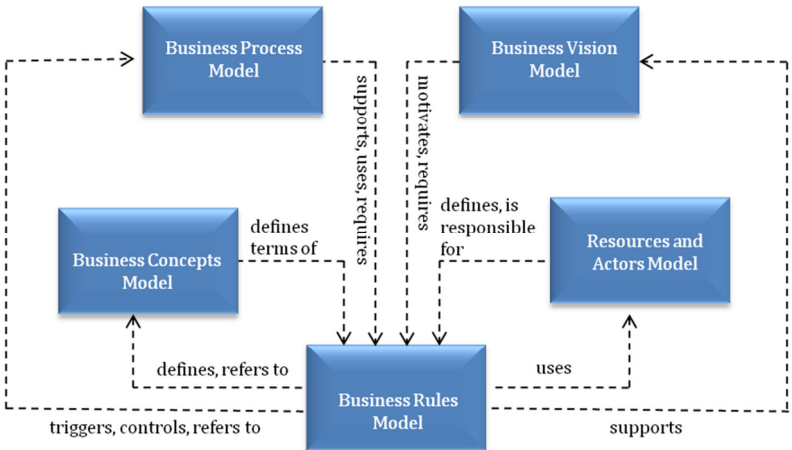 Business Process
Model
Business Vision
Model
supports, uses, requires
motivates, requires
defines
terms of
defines, is
responsible
for
Business Concepts
Model
Resources and
Actors Model
defines, refers to
uses
Business Rules
Model
triggers, controls, refers to
supports